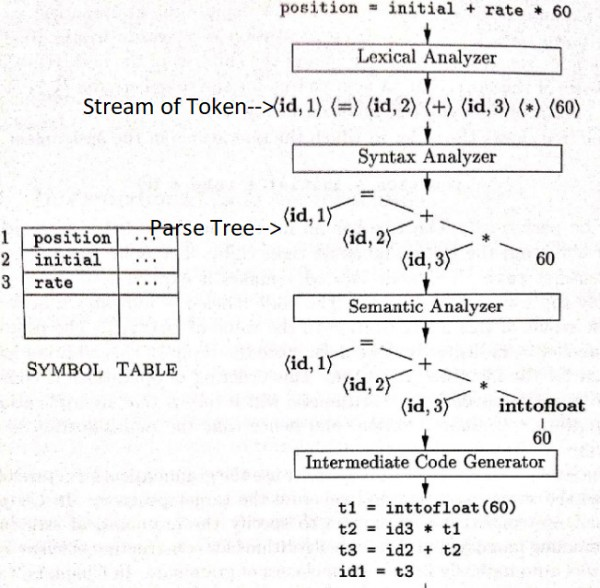 position = initial + rate * 60
Lexical Analyzer
Stream of Token-->⟨id, 1⟩ ⟨=⟩ ⟨id, 2⟩ ⟨+⟩ ⟨id, 3⟩ ⟨*⟩ ⟨60⟩
Syntax Analyzer
=
⟨id, 1⟩ +
Parse Tree-->
⟨id, 2⟩ *
⟨id, 3⟩ 60
1 position ...
2 initial ...
3 rate ...
SYMBOL TABLE
Semantic Analyzer
=
⟨id, 1⟩ +
⟨id, 2⟩ *
⟨id, 3⟩ inttofloat
60
Intermediate Code Generator
t1 = inttofloat(60)
t2 = id3 * t1
t3 = id2 + t2
id1 = t3